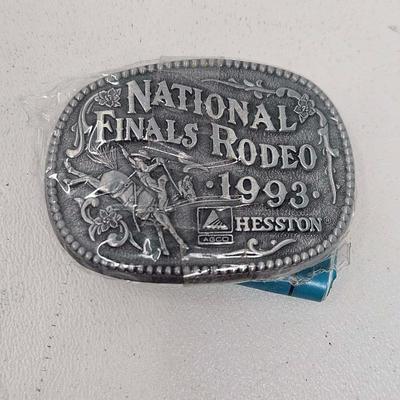 NATIONAL
FINALS RODEO
·1993·
AGCO HESSTON®